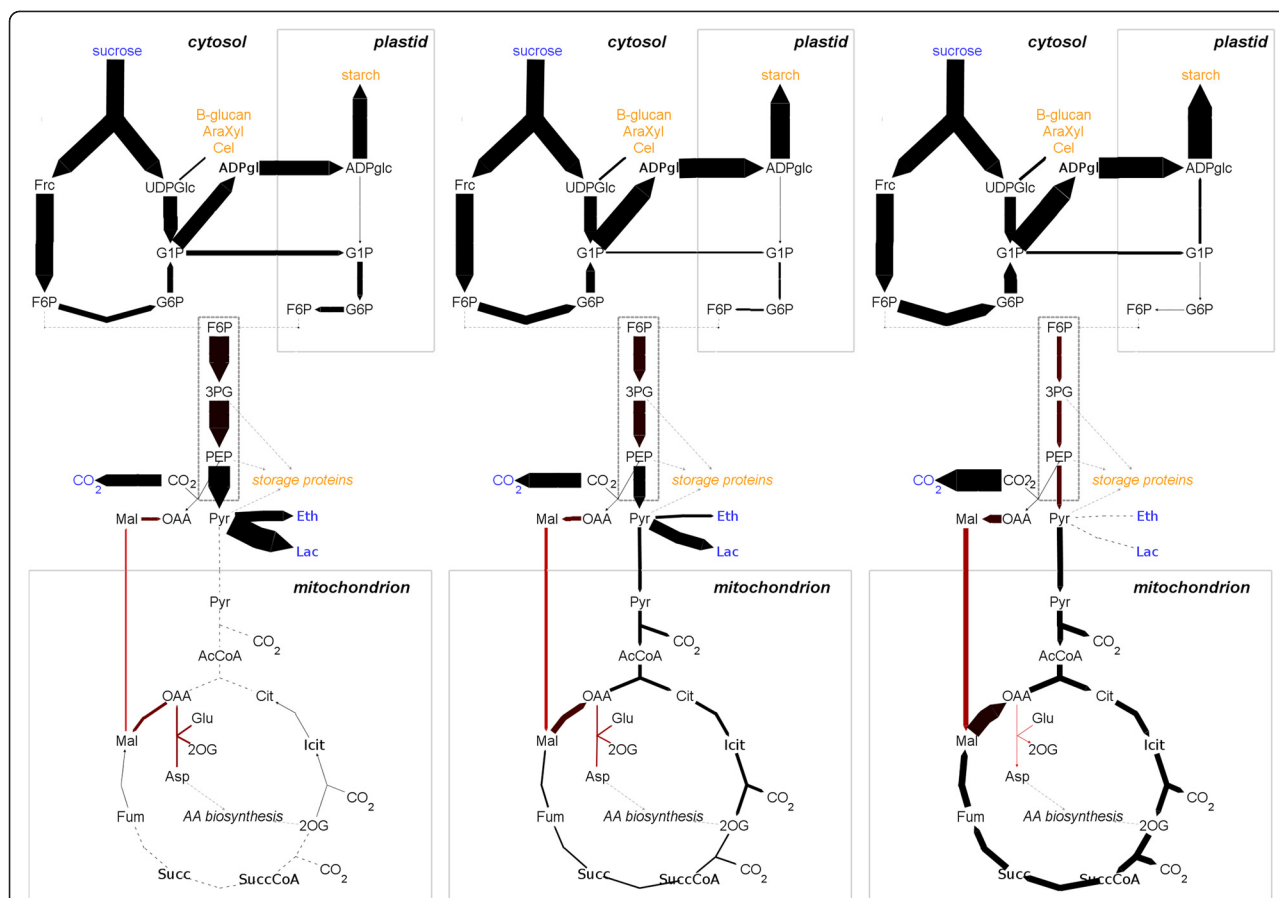 cytosol
plastid
sucrose
starch
B-glucan
AraXyl
Cel
ADPgl
ADPglc
Frc
UDPGlc
G1P
G1P
F6P
G6P
F6P
G6P
F6P
3PG
PEP
CO2
CO2
storage proteins
Mal
OAA
Pyr
Eth
Lac
mitochondrion
Pyr
CO2
AcCoA
OAA
Cit
Glu
Mal
2OG
Icit
Asp
CO2
Fum
AA biosynthesis
2OG
Succ
SuccCoA
CO2
cytosol
plastid
sucrose
starch
B-glucan
AraXyl
Cel
ADPgl
ADPglc
Frc
UDPGlc
G1P
G1P
F6P
G6P
F6P
G6P
F6P
3PG
PEP
CO2
CO2
storage proteins
Mal
OAA
Pyr
Eth
Lac
mitochondrion
Pyr
CO2
AcCoA
OAA
Cit
Glu
Mal
2OG
Icit
Asp
CO2
Fum
AA biosynthesis
2OG
Succ
SuccCoA
CO2
cytosol
plastid
sucrose
starch
B-glucan
AraXyl
Cel
ADPgl
ADPglc
Frc
UDPGlc
G1P
G1P
F6P
G6P
F6P
G6P
F6P
3PG
PEP
CO2
CO2
storage proteins
Mal
OAA
Pyr
Eth
Lac
mitochondrion
Pyr
CO2
AcCoA
OAA
Cit
Glu
Mal
2OG
Icit
Asp
CO2
Fum
AA biosynthesis
2OG
Succ
SuccCoA
CO2